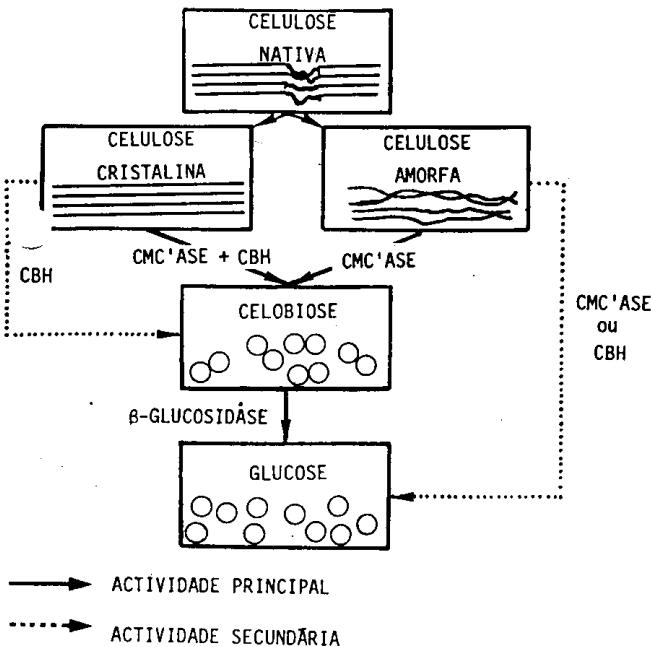 CELULOSE
NATIVA
CELULOSE
CRISTALINA
CELULOSE
AMORFA
CBH
CMC'ASE + CBH
CMC'ASE
CMC'ASE
ou
CBH
CELOBIOSE
β-GLUCOSIDÁSE
GLUCOSE
ACTIVIDADE PRINCIPAL
ACTIVIDADE SECUNDÁRIA